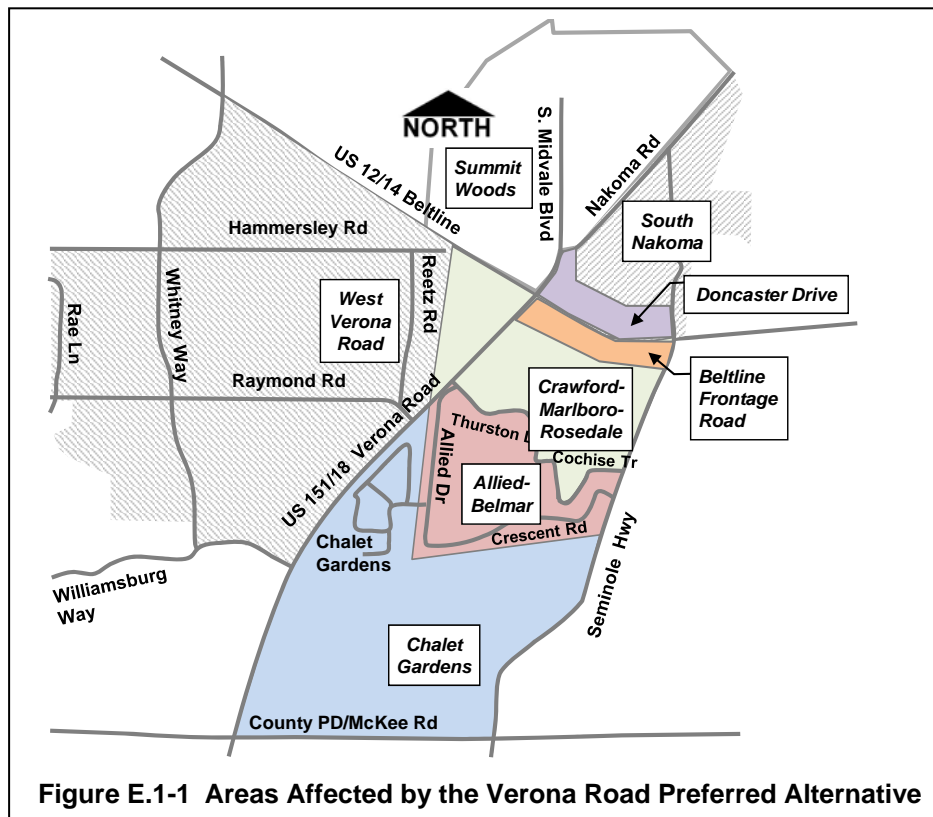 NORTH
S. Midvale Blvd
Nakoma Rd
US 12/14 Beltline
Summit
Woods
South
Nakoma
Hammersley Rd
Doncaster Drive
Reetz Rd
West
Verona
Road
Whitney Way
Rae Ln
Raymond Rd
Beltline
Frontage
Road
Crawford-
Marlboro-
Rosedale
US 151/18 Verona Road
Thurston
Cochise Tr
Allied Dr
Allied-
Belmar
Crescent Rd
Chalet
Gardens
Seminole Hwy
Williamsburg
Way
Chalet
Gardens
County PD/McKee Rd
Figure E.1-1 Areas Affected by the Verona Road Preferred Alternative